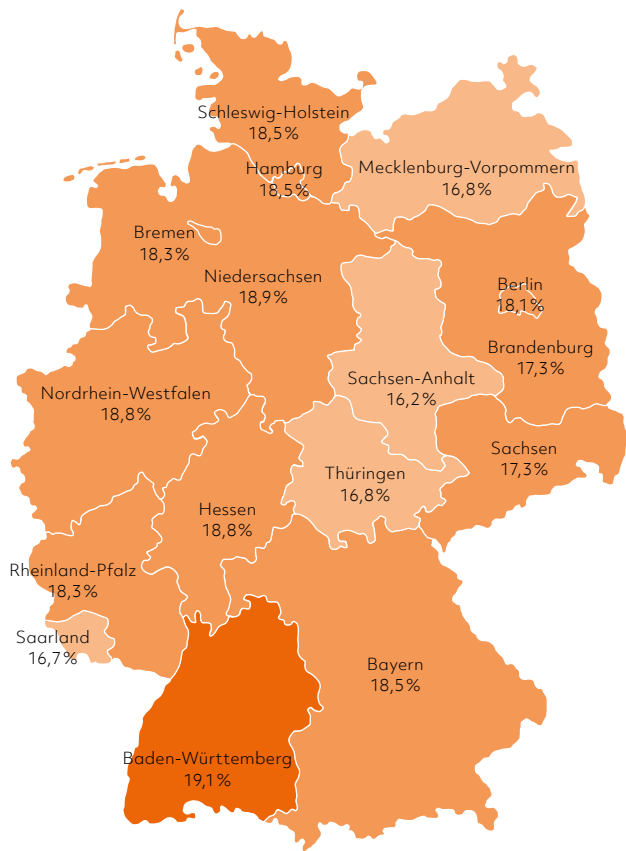 Schleswig-Holstein
18,5%
Hamburg
18,5%
Mecklenburg-Vorpommern
16,8%
Bremen
18,3%
Niedersachsen
18,9%
Berlin
18,1%
Brandenburg
17,3%
Sachsen-Anhalt
16,2%
Nordrhein-Westfalen
18,8%
Sachsen
17,3%
Thüringen
16,8%
Hessen
18,8%
Rheinland-Pfalz
18,3%
Saarland
16,7%
Bayern
18,5%
Baden-Württemberg
19,1%